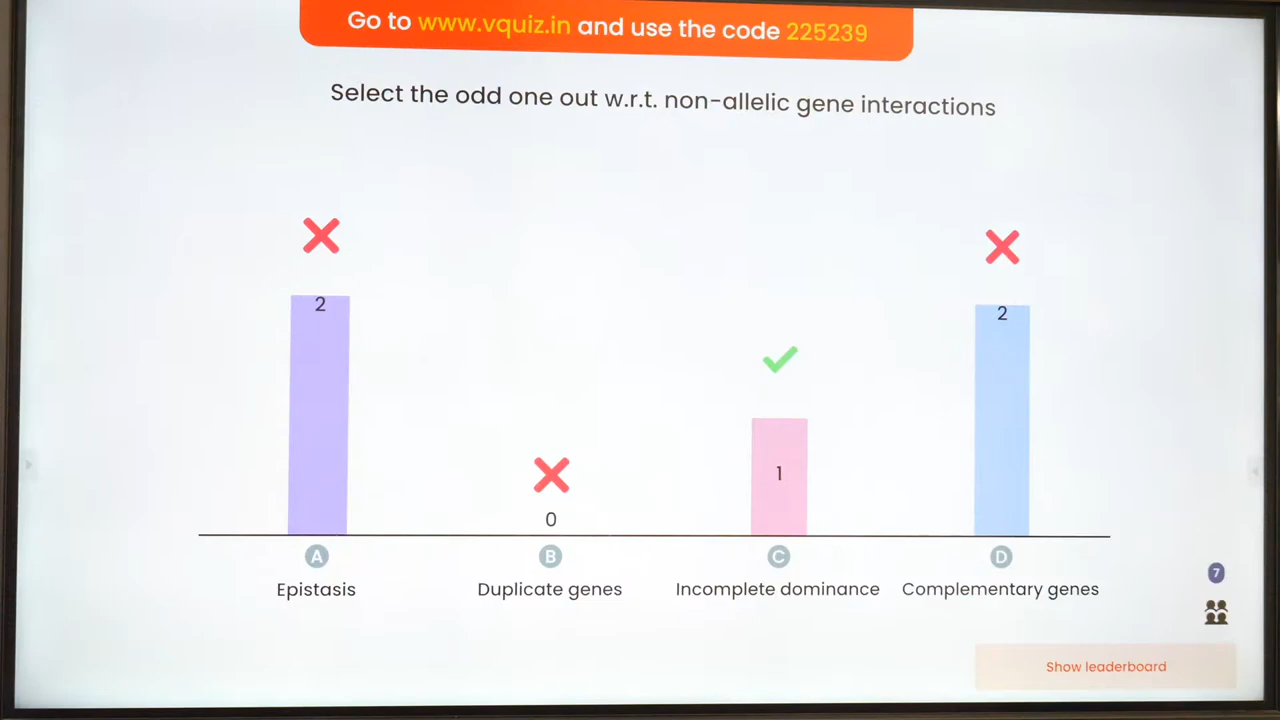 Go to www.vquiz.in and use the code 225239
Select the odd one out w.r.t. non-allelic gene interactions
2
2
1
0
A
B
C
D
Epistasis
Duplicate genes
Incomplete dominance
Complementary genes
7
Show leaderboard